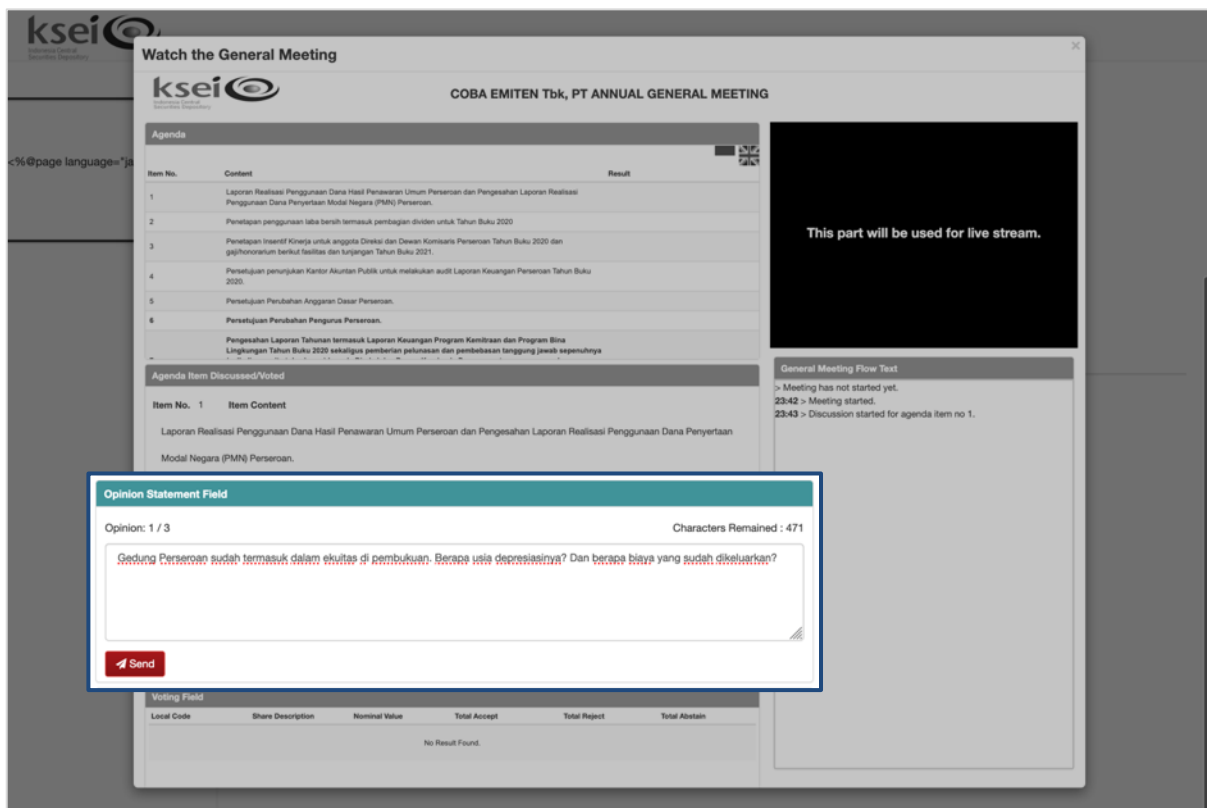 ksei
Indonesia Central
Securities Depository
<%@page language="ja
Watch the General Meeting
×
ksei
Indonesia Central
Securities Depository
COBA EMITEN Tbk, PT ANNUAL GENERAL MEETING
Agenda
Item No. Content Result
1 Laporan Realisasi Penggunaan Dana Hasil Penawaran Umum Perseroan dan Pengesahan Laporan Realisasi
Penggunaan Dana Penyertaan Modal Negara (PMN) Perseroan.
2 Penetapan penggunaan laba bersih termasuk pembagian dividen untuk Tahun Buku 2020
3 Penetapan Insentif Kinerja untuk anggota Direksi dan Dewan Komisaris Perseroan Tahun Buku 2020 dan
gaji/honorarium berikut fasilitas dan tunjangan Tahun Buku 2021.
4 Persetujuan penunjukan Kantor Akuntan Publik untuk melakukan audit Laporan Keuangan Perseroan Tahun Buku
2020.
5 Persetujuan Perubahan Anggaran Dasar Perseroan.
6 Persetujuan Perubahan Pengurus Perseroan.
Pengesahan Laporan Tahunan termasuk Laporan Keuangan Program Kemitraan dan Program Bina
Lingkungan Tahun Buku 2020 sekaligus pemberian pelunasan dan pembebasan tanggung jawab sepenuhnya
This part will be used for live stream.
Agenda Item Discussed/Voted
Item No. 1 Item Content
Laporan Realisasi Penggunaan Dana Hasil Penawaran Umum Perseroan dan Pengesahan Laporan Realisasi Penggunaan Dana Penyertaan
Modal Negara (PMN) Perseroan.
General Meeting Flow Text
> Meeting has not started yet.
23:42 > Meeting started.
23:43 > Discussion started for agenda item no 1.
Opinion Statement Field
Opinion: 1 / 3 Characters Remained : 471
Gedung Perseroan sudah termasuk dalam ekuitas di pembukuan. Berapa usia depresiasinya? Dan berapa biaya yang sudah dikeluarkan?
Send
Voting Field
Local Code Share Description Nominal Value Total Accept Total Reject Total Abstain
No Result Found.